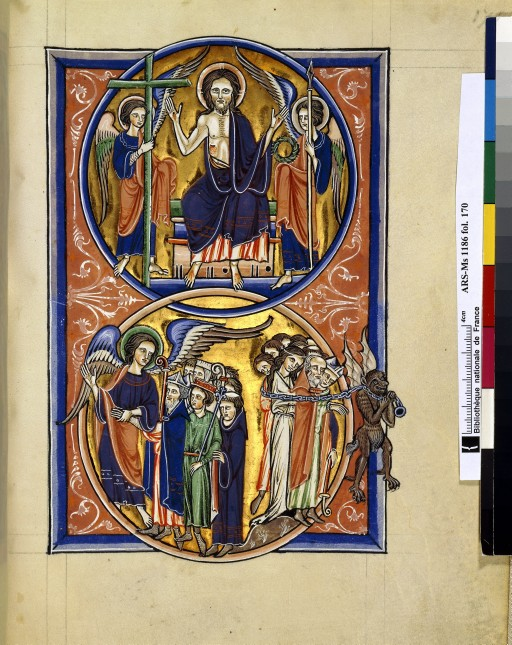 4cm
ARS-Ms 1186 fol. 170
Bibliothèque nationale de France